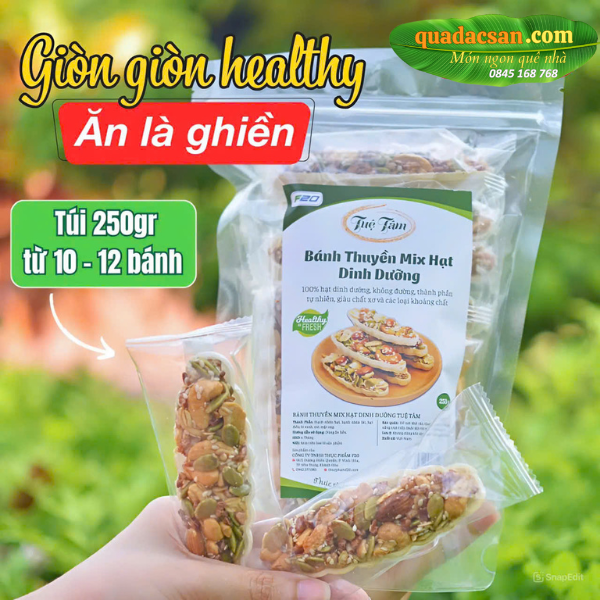 quadacsan.com
Món ngon quê nhà
0845 168 768
Giòn giòn healthy
Ăn là ghiền
Túi 250gr
từ 10 - 12 bánh
F20
Tuệ Tâm
Bánh Thuyền Mix Hạt
Dinh Dưỡng
100% hạt dinh dưỡng, không đường, thành phần
tự nhiên, giàu chất xơ và các loại khoáng chất
Healthy
FRESH
BÁNH THUYỀN MIX HẠT DINH DƯỠNG TUỆ TÂM
SnapEdit